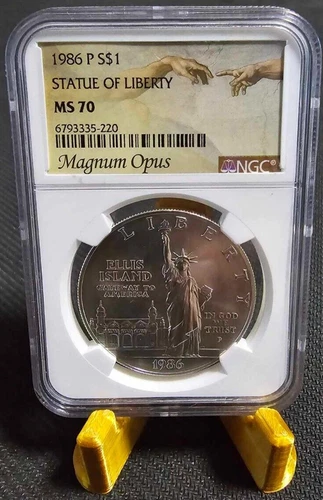 1986 P S$1
STATUE OF LIBERTY
MS 70
6793335-220
Magnum Opus
NGC
LIBERTY
ELLIS
ISLAND
GATEWAY TO
AMERICA
IN GOD
WE
TRUST
P
1986